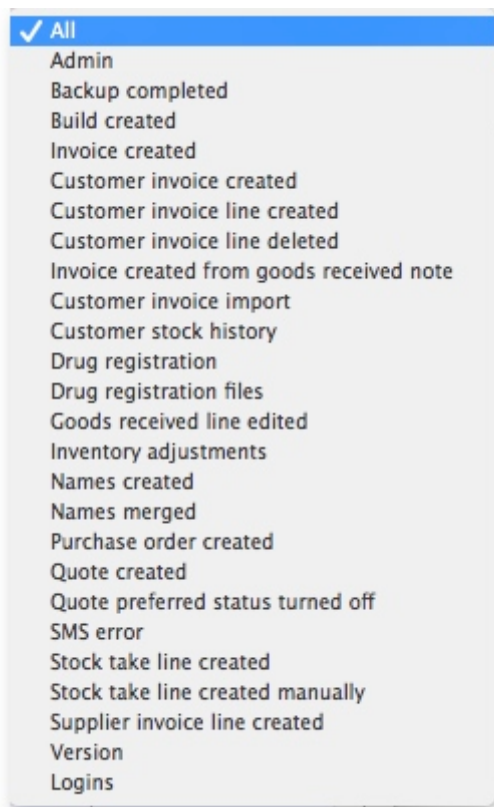 All
Admin
Backup completed
Build created
Invoice created
Customer invoice created
Customer invoice line created
Customer invoice line deleted
Invoice created from goods received note
Customer invoice import
Customer stock history
Drug registration
Drug registration files
Goods received line edited
Inventory adjustments
Names created
Names merged
Purchase order created
Quote created
Quote preferred status turned off
SMS error
Stock take line created
Stock take line created manually
Supplier invoice line created
Version
Logins